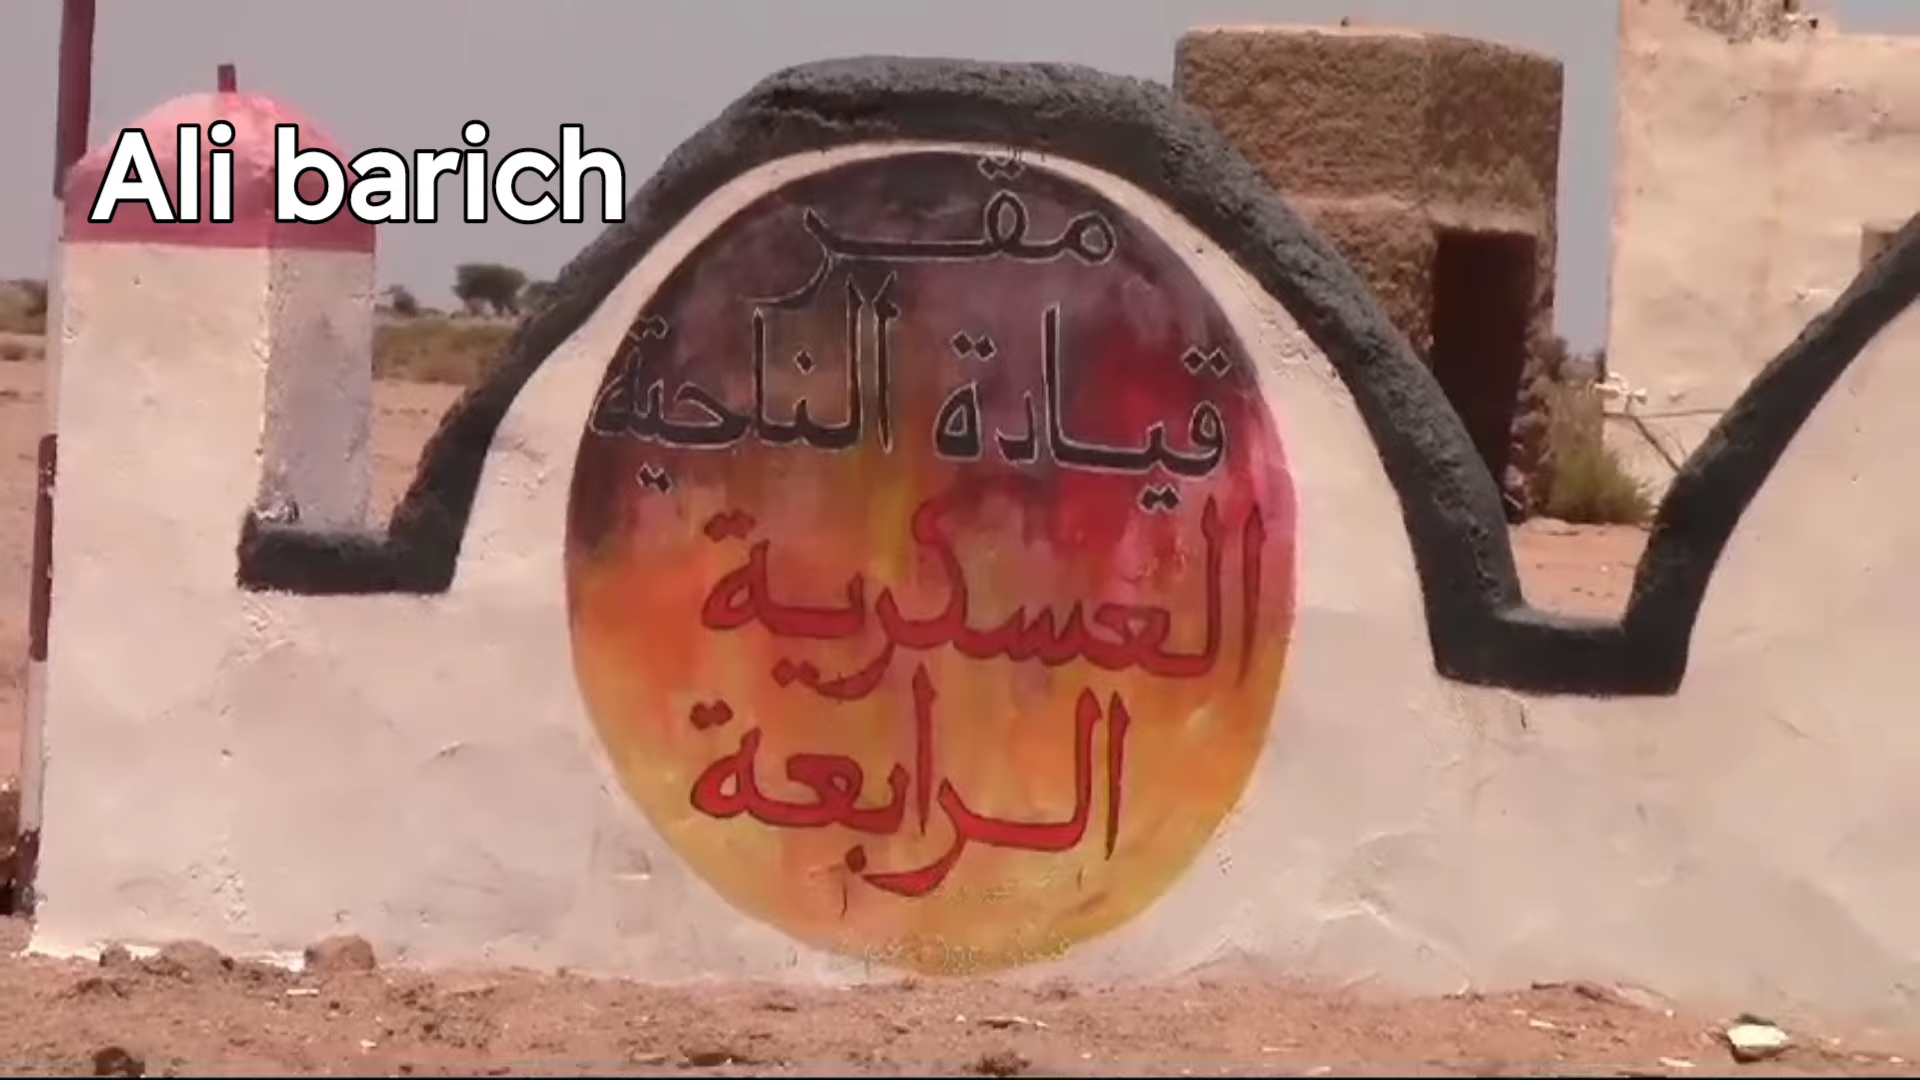 Ali barich
مقر
قيادة الناحية
العسكرية
الرابعة